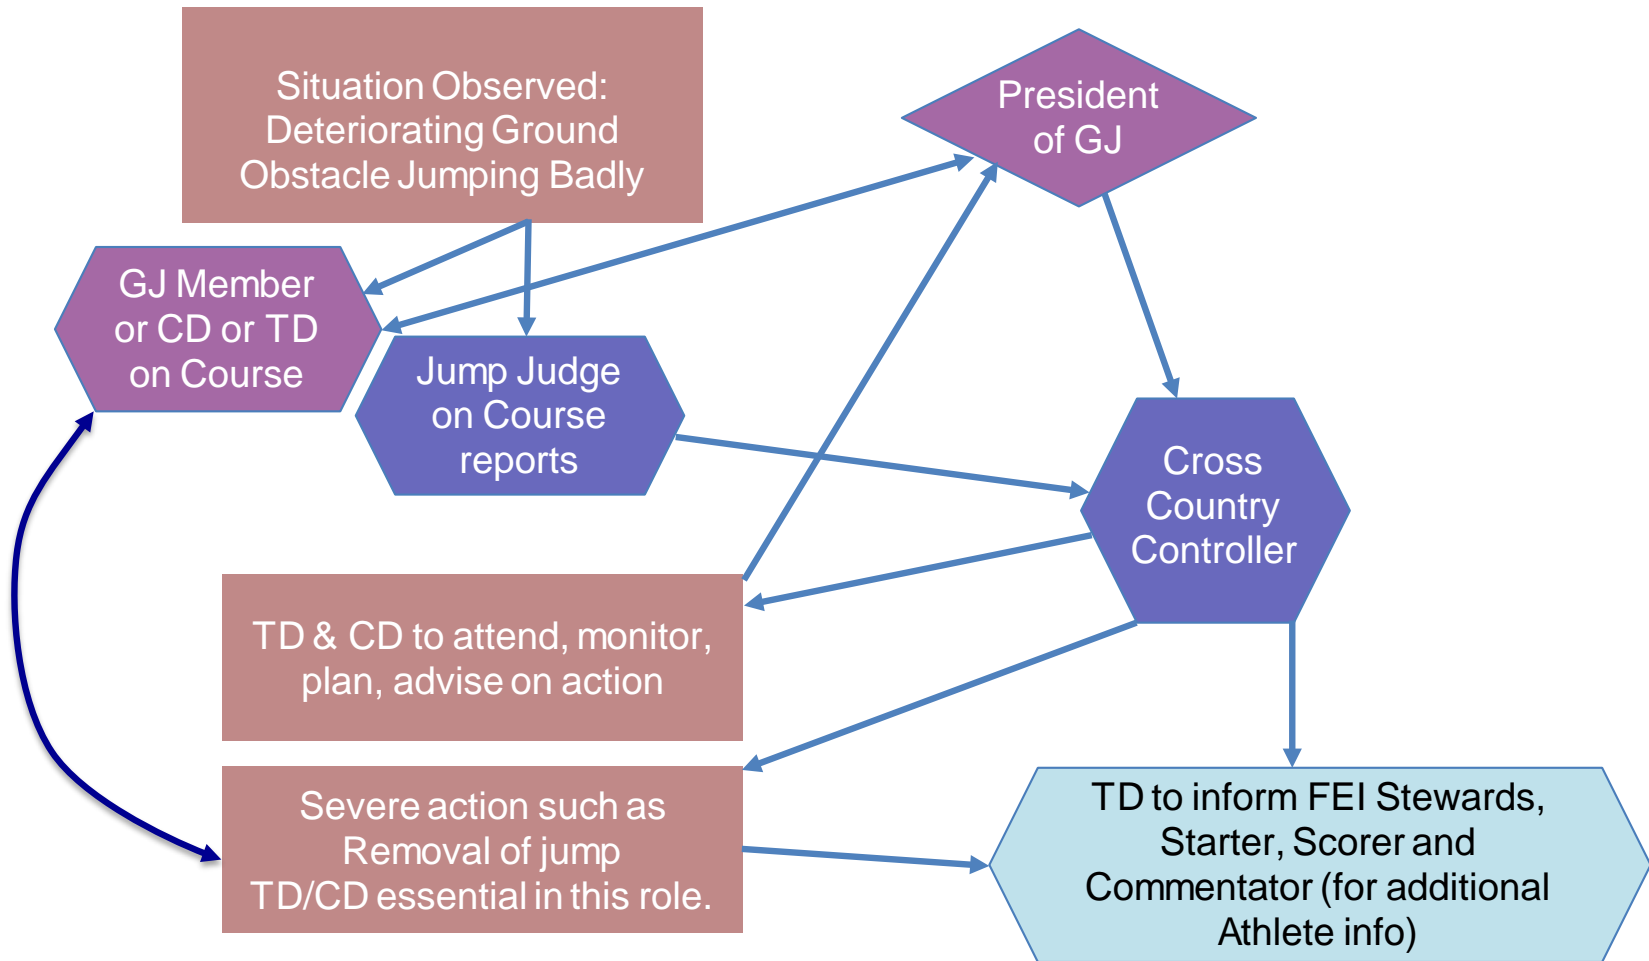 Situation Observed:
Deteriorating Ground
Obstacle Jumping Badly
President
of GJ
GJ Member
or CD or TD
on Course
Jump Judge
on Course
reports
Cross
Country
Controller
TD & CD to attend, monitor,
plan, advise on action
Severe action such as
Removal of jump
TD/CD essential in this role.
TD to inform FEI Stewards,
Starter, Scorer and
Commentator (for additional
Athlete info)